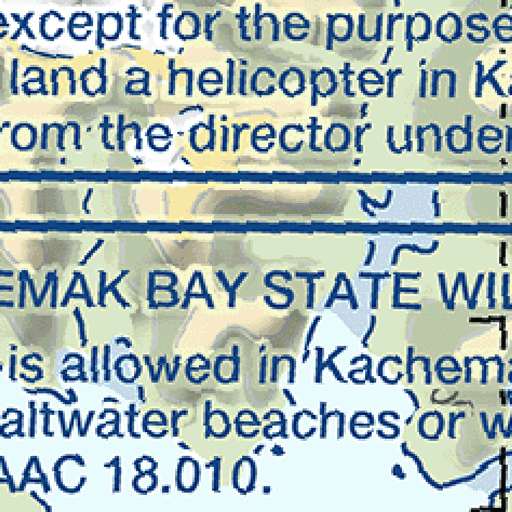 except for the purpose
land a helicopter in Ka
rom the director under
EMAK BAY STATE WIL
is allowed in Kachema
altwater beaches or w
AAC 18.010.